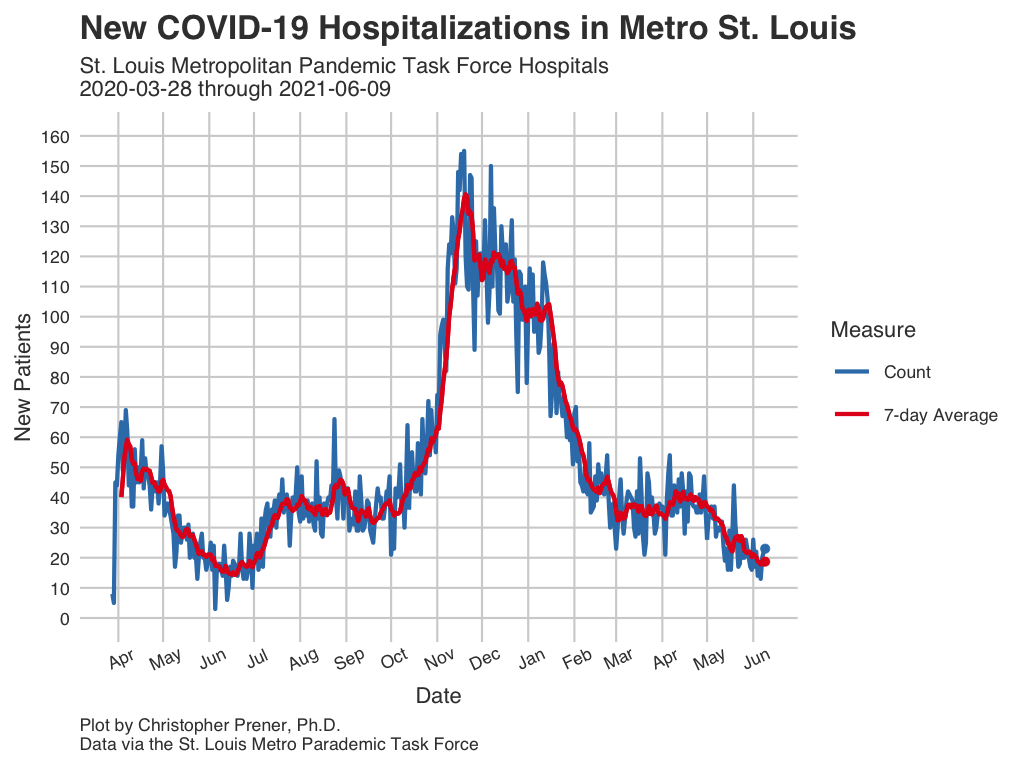 New COVID-19 Hospitalizations in Metro St. Louis
St. Louis Metropolitan Pandemic Task Force Hospitals
2020-03-28 through 2021-06-09
160
150
140
130
120
110
100
90
80
70
60
50
40
30
20
10
0
New Patients
Apr May Jun Jul Aug Sep Oct Nov Dec Jan Feb Mar Apr May Jun
Date
Measure
Count
7-day Average
Plot by Christopher Prener, Ph.D.
Data via the St. Louis Metro Parademic Task Force